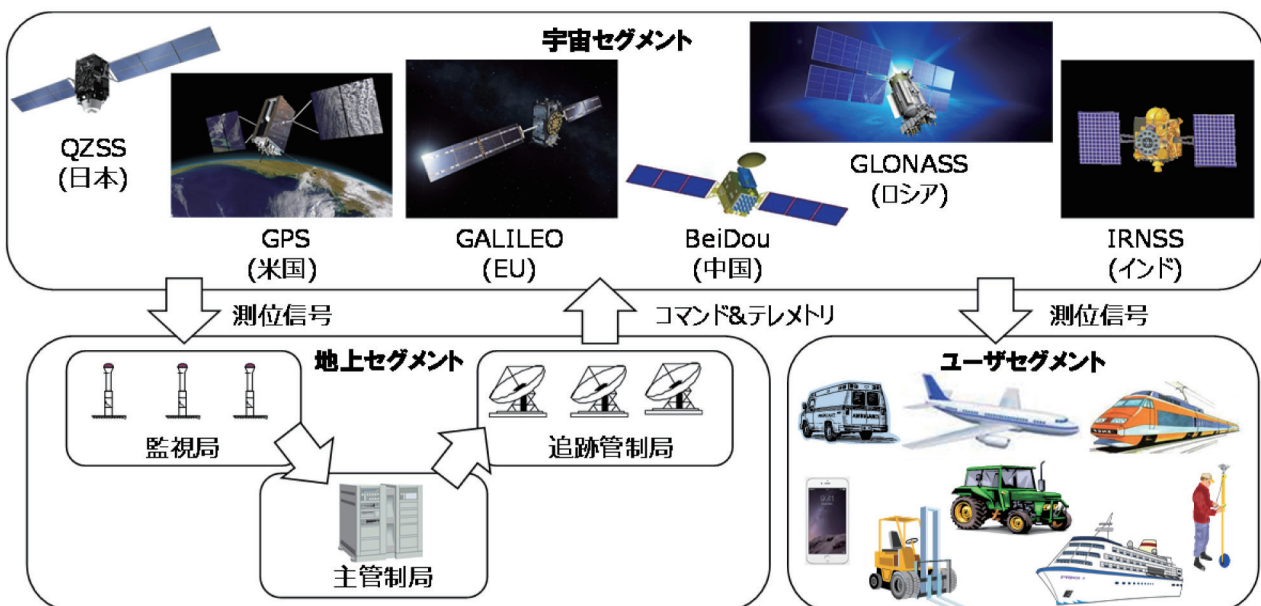 宇宙セグメント
QZSS
(日本)
GPS
(米国)
GALILEO
(EU)
BeiDou
(中国)
GLONASS
(ロシア)
IRNSS
(インド)
測位信号
コマンド&テレメトリ
測位信号
地上セグメント
監視局
追跡管制局
主管制局
ユーザセグメント
AMBULANCE